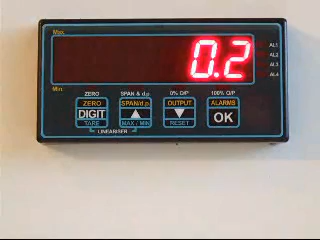 Max
0.2
AL1
AL2
AL3
AL4
Min
ZERO SPAN & d.p. 0% O/P 100% O/P
ZERO SPAN/d.p. OUTPUT ALARMS
DIGIT OK
TARE MAX / MIN RESET
LINEARISER